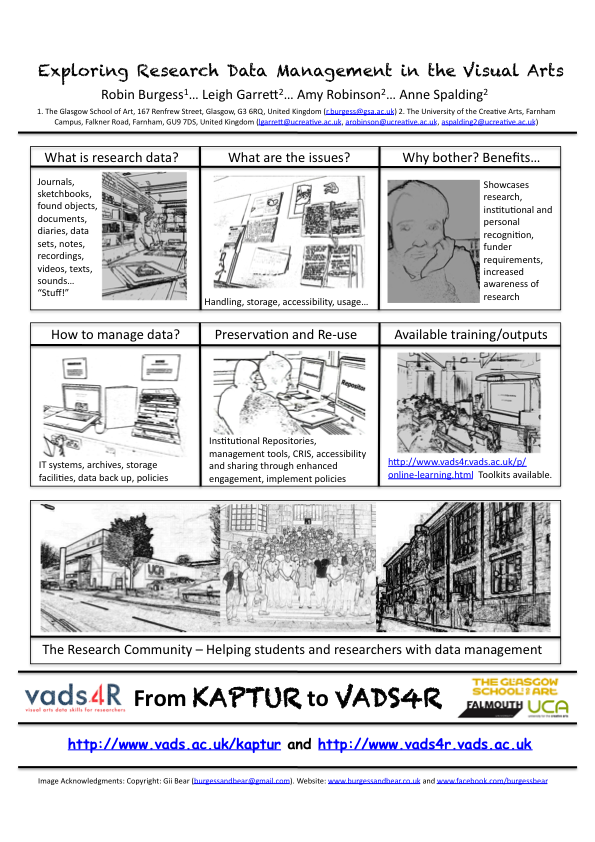 Exploring Research Data Management in the Visual Arts
Robin Burgess1… Leigh Garrett2… Amy Robinson2… Anne Spalding2
1. The Glasgow School of Art, 167 Renfrew Street, Glasgow, G3 6RQ, United Kingdom (r.burgess@gsa.ac.uk) 2. The University of the Creative Arts, Farnham
Campus, Falkner Road, Farnham, GU9 7DS, United Kingdom (lgarrett@ucreative.ac.uk, arobinson@ucreative.ac.uk, aspalding2@ucreative.ac.uk)
What is research data?
Journals,
sketchbooks,
found objects,
documents,
diaries, data
sets, notes,
recordings,
videos, texts,
sounds…
“Stuff!”
What are the issues?
Handling, storage, accessibility, usage…
Why bother? Benefits…
Showcases
research,
institutional and
personal
recognition,
funder
requirements,
increased
awareness of
research
How to manage data?
IT systems, archives, storage
facilities, data back up, policies
Preservation and Re-use
Repositor
Institutional Repositories,
management tools, CRIS, accessibility
and sharing through enhanced
engagement, implement policies
Available training/outputs
http://www.vads4r.vads.ac.uk/p/
online-learning.html Toolkits available.
UCA
The Research Community – Helping students and researchers with data management
vads4R
visual arts data skills for researchers
From KAPTUR to VADS4R
THE GLASGOW
SCHOOL OF ART
FALMOUTH
UCA
http://www.vads.ac.uk/kaptur and http://www.vads4r.vads.ac.uk
Image Acknowledgments: Copyright: Gii Bear (burgessandbear@gmail.com). Website: www.burgessandbear.co.uk and www.facebook.com/burgessbear